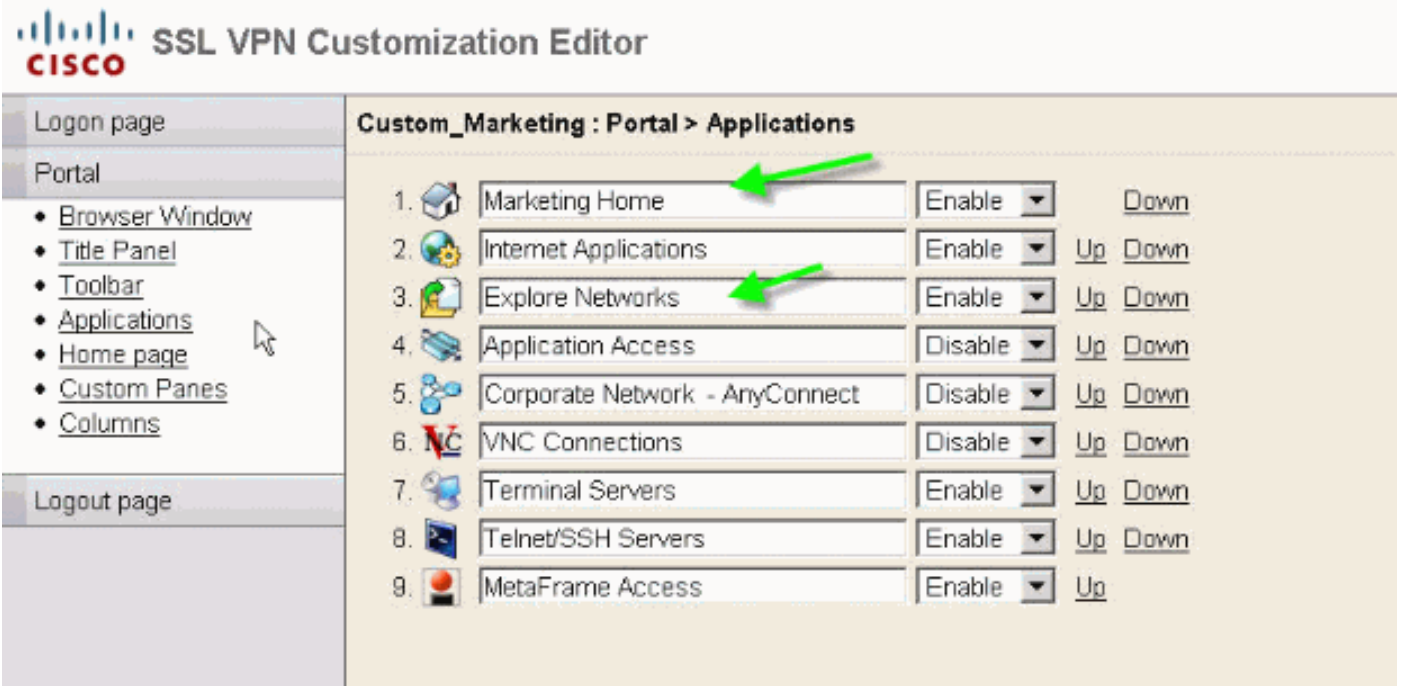 CISCO SSL VPN Customization Editor
Logon page
Portal
• Browser Window
• Title Panel
• Toolbar
• Applications
• Home page
• Custom Panes
• Columns
Logout page
Custom_Marketing : Portal > Applications
1. Marketing Home Enable Down
2. Internet Applications Enable Up Down
3. Explore Networks Enable Up Down
4. Application Access Disable Up Down
5. Corporate Network - AnyConnect Disable Up Down
6. VNC VNC Connections Disable Up Down
7. Terminal Servers Enable Up Down
8. Telnet/SSH Servers Enable Up Down
9. MetaFrame Access Enable Up